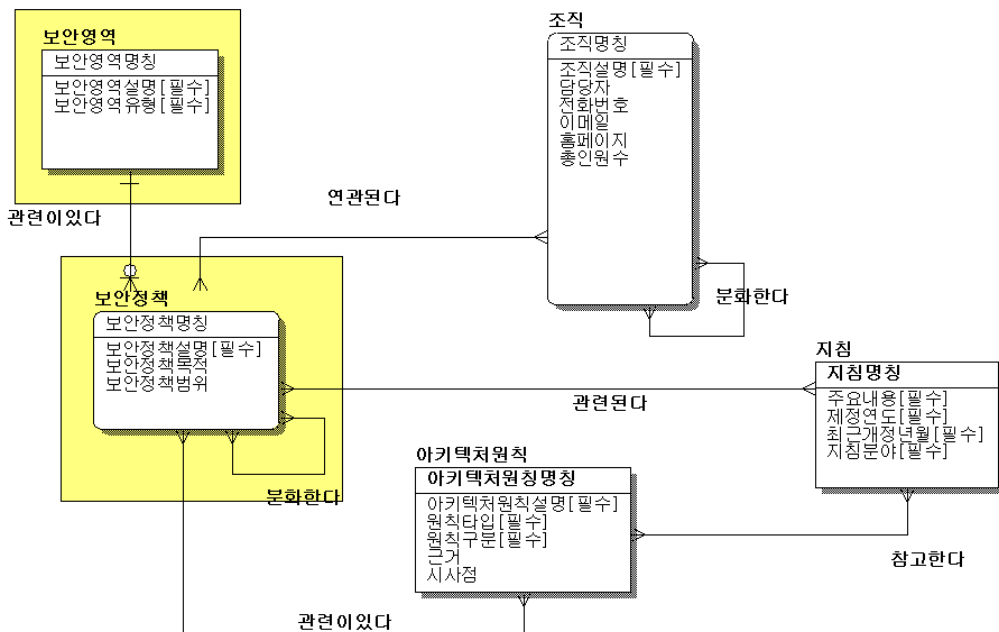 보안영역
보안영역명칭
보안영역설명[필수]
보안영역유형[필수]
관련이있다
조직
조직명칭
조직설명[필수]
담당자
전화번호
이메일
홈페이지
총인원수
연관된다
분화한다
보안정책
보안정책명칭
보안정책설명[필수]
보안정책목적
보안정책범위
분화한다
관련된다
지침
지침명칭
주요내용[필수]
제정연도[필수]
최근개정년월[필수]
지침분야[필수]
아키텍처원칙
아키텍처원칭명칭
아키텍처원칙설명[필수]
원칙타입[필수]
원칙구분[필수]
근거
시사점
참고한다
관련이있다